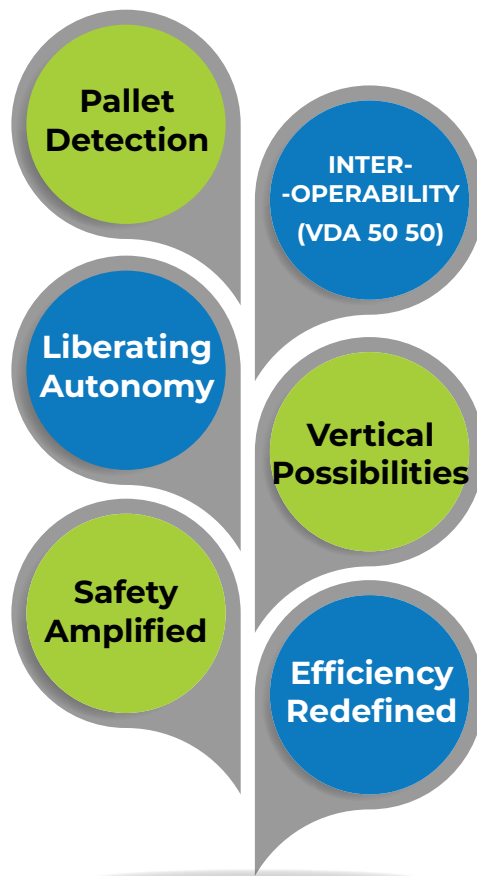 Pallet
Detection
INTER-
-OPERABILITY
(VDA 50 50)
Liberating
Autonomy
Vertical
Possibilities
Safety
Amplified
Efficiency
Redefined